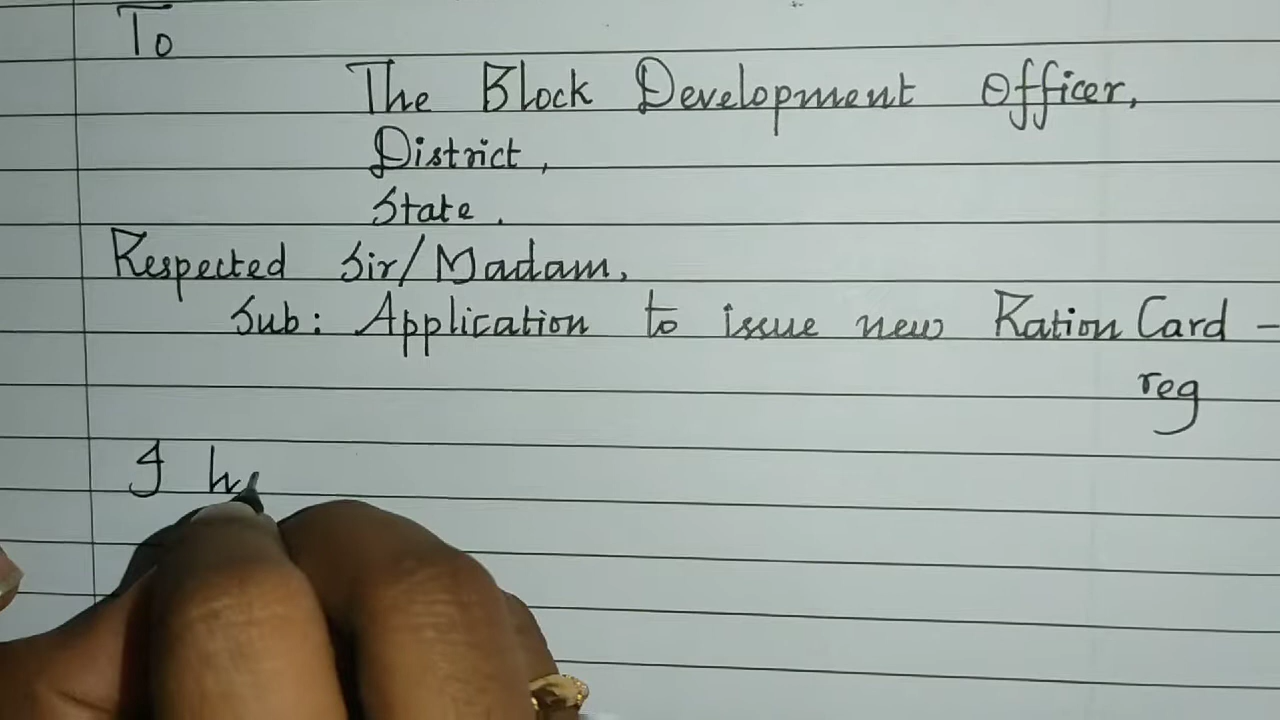 To
The Block Development Officer,
District,
State.
Respected Sir/Madam,
Sub: Application to issue new Ration Card -
reg
I